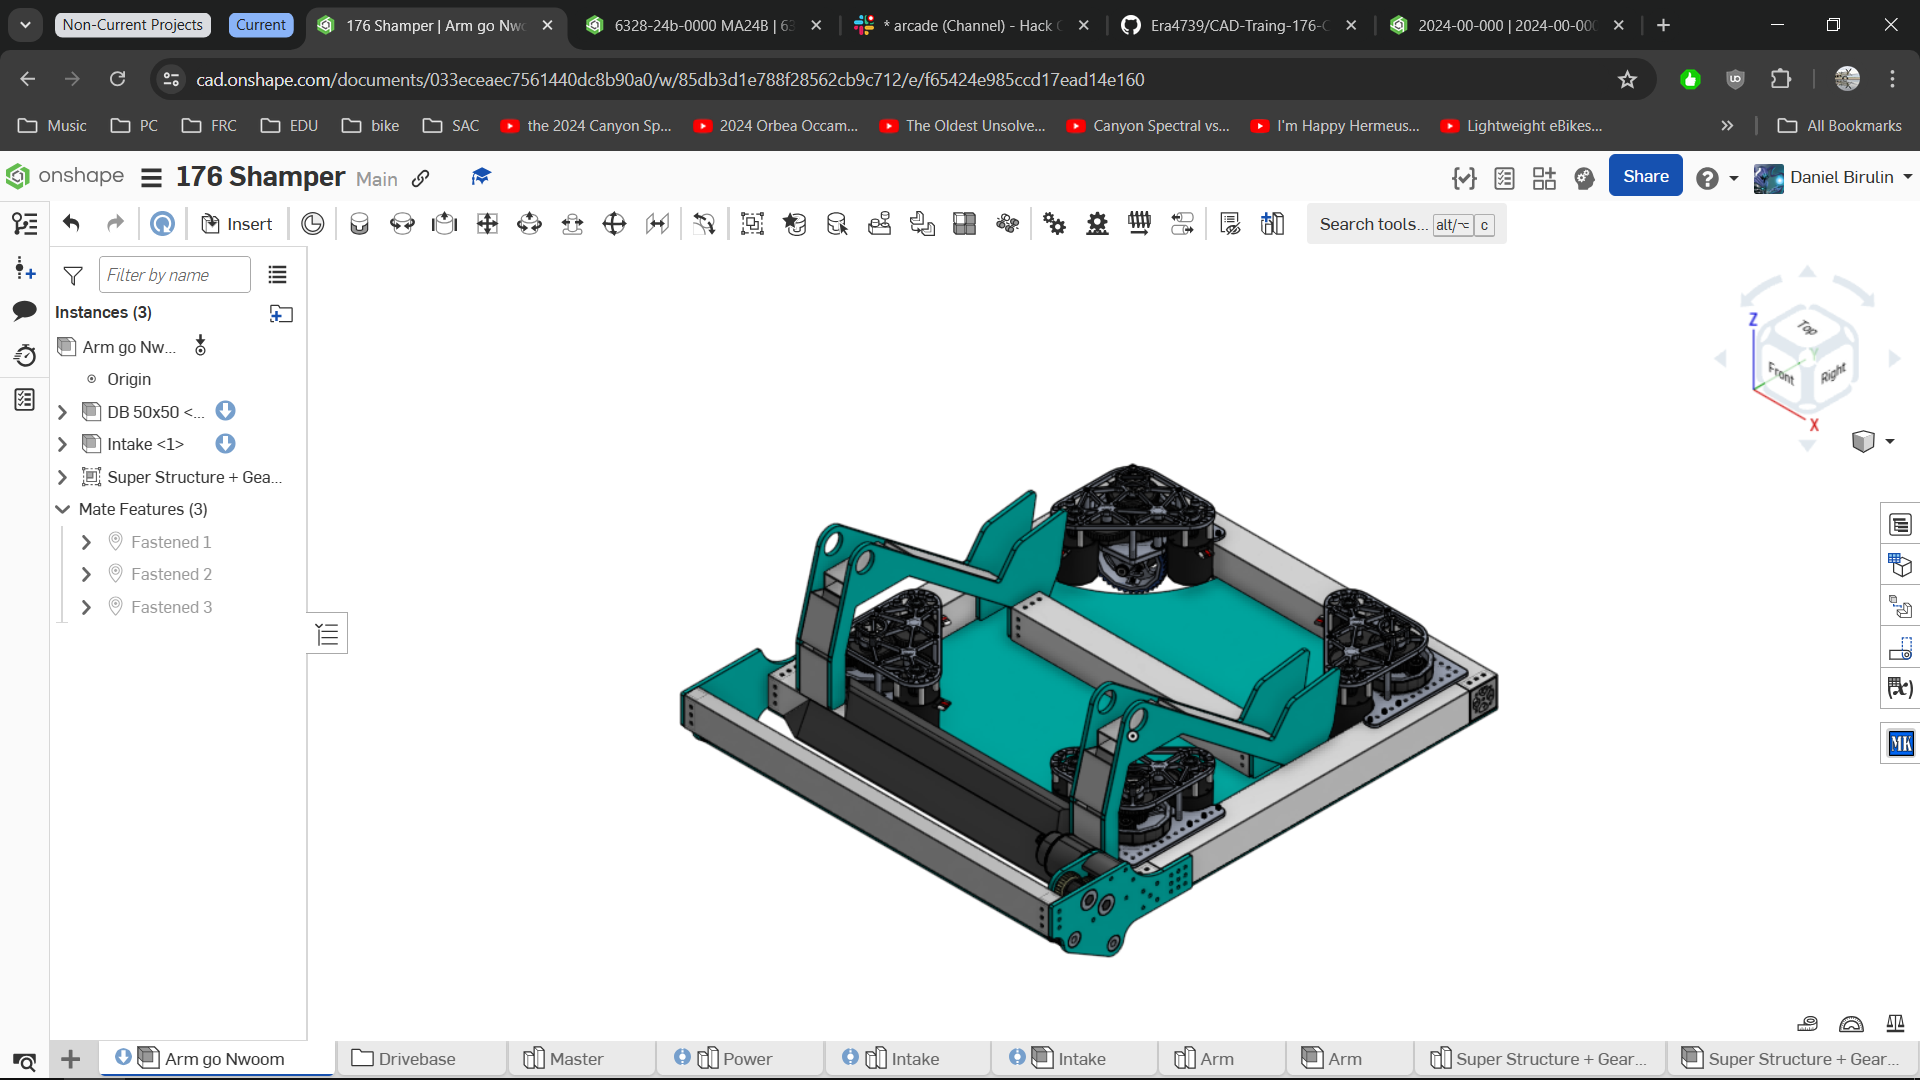 Non-Current Projects
Current
176 Shamper | Arm go Nw
6328-24b-0000 MA24B | 63
* arcade (Channel) - Hack
Era4739/CAD-Traing-176-
2024-00-000 | 2024-00-000
cad.onshape.com/documents/033eceaec7561440dc8b90a0/w/85db3d1e788f28562cb9c712/e/f65424e985ccd17ead14e160
Music
PC
FRC
EDU
bike
SAC
the 2024 Canyon Sp...
2024 Orbea Occam...
The Oldest Unsolve...
Canyon Spectral vs...
I'm Happy Hermeus...
Lightweight eBikes...
All Bookmarks
onshape
176 Shamper
Main
Share
Daniel Birulin
Insert
Search tools... alt/⌥ c
Filter by name
Instances (3)
Arm go Nw...
Origin
DB 50x50 <...
Intake <1>
Super Structure + Gea...
Mate Features (3)
Fastened 1
Fastened 2
Fastened 3
Z
Top
Y
Front
Right
X
(x)
MK
Arm go Nwoom
Drivebase
Master
Power
Intake
Intake
Arm
Arm
Super Structure + Gear...
Super Structure + Gear...